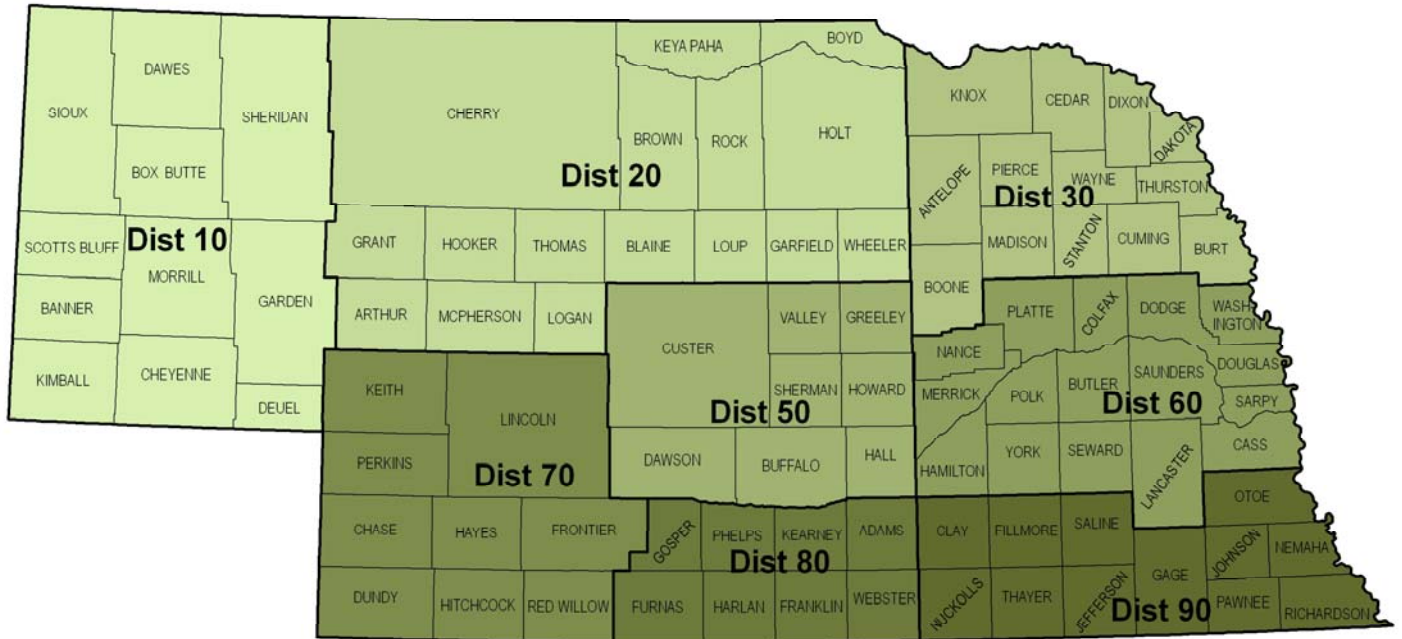 KEYA PAHA
BOYD
DAWES
SIOUX
SHERIDAN
CHERRY
BROWN
ROCK
HOLT
KNOX
CEDAR
DIXON
DAKOTA
BOX BUTTE
Dist 20
ANTELOPE
PIERCE
WAYNE
THURSTON
Dist 30
SCOTTS BLUFF
Dist 10
GRANT
HOOKER
THOMAS
BLAINE
LOUP
GARFIELD
WHEELER
MADISON
STANTON
CUMING
BURT
MORRILL
GARDEN
BANNER
ARTHUR
MCPHERSON
LOGAN
BOONE
VALLEY
GREELEY
PLATTE
COLFAX
DODGE
WASH-
INGTON
CUSTER
NANCE
KIMBALL
CHEYENNE
DEUEL
KEITH
LINCOLN
SHERMAN
HOWARD
MERRICK
POLK
BUTLER
SAUNDERS
DOUGLAS
SARPY
Dist 50
Dist 60
PERKINS
Dist 70
DAWSON
BUFFALO
HALL
HAMILTON
YORK
SEWARD
LANCASTER
CASS
OTOE
CHASE
HAYES
FRONTIER
GOSPER
PHELPS
KEARNEY
ADAMS
CLAY
FILLMORE
SALINE
Dist 80
JOHNSON
NEMAHA
GAGE
DUNDY
HITCHCOCK
RED WILLOW
FURNAS
HARLAN
FRANKLIN
WEBSTER
NUCKOLLS
THAYER
JEFFERSON
Dist 90
PAWNEE
RICHARDSON